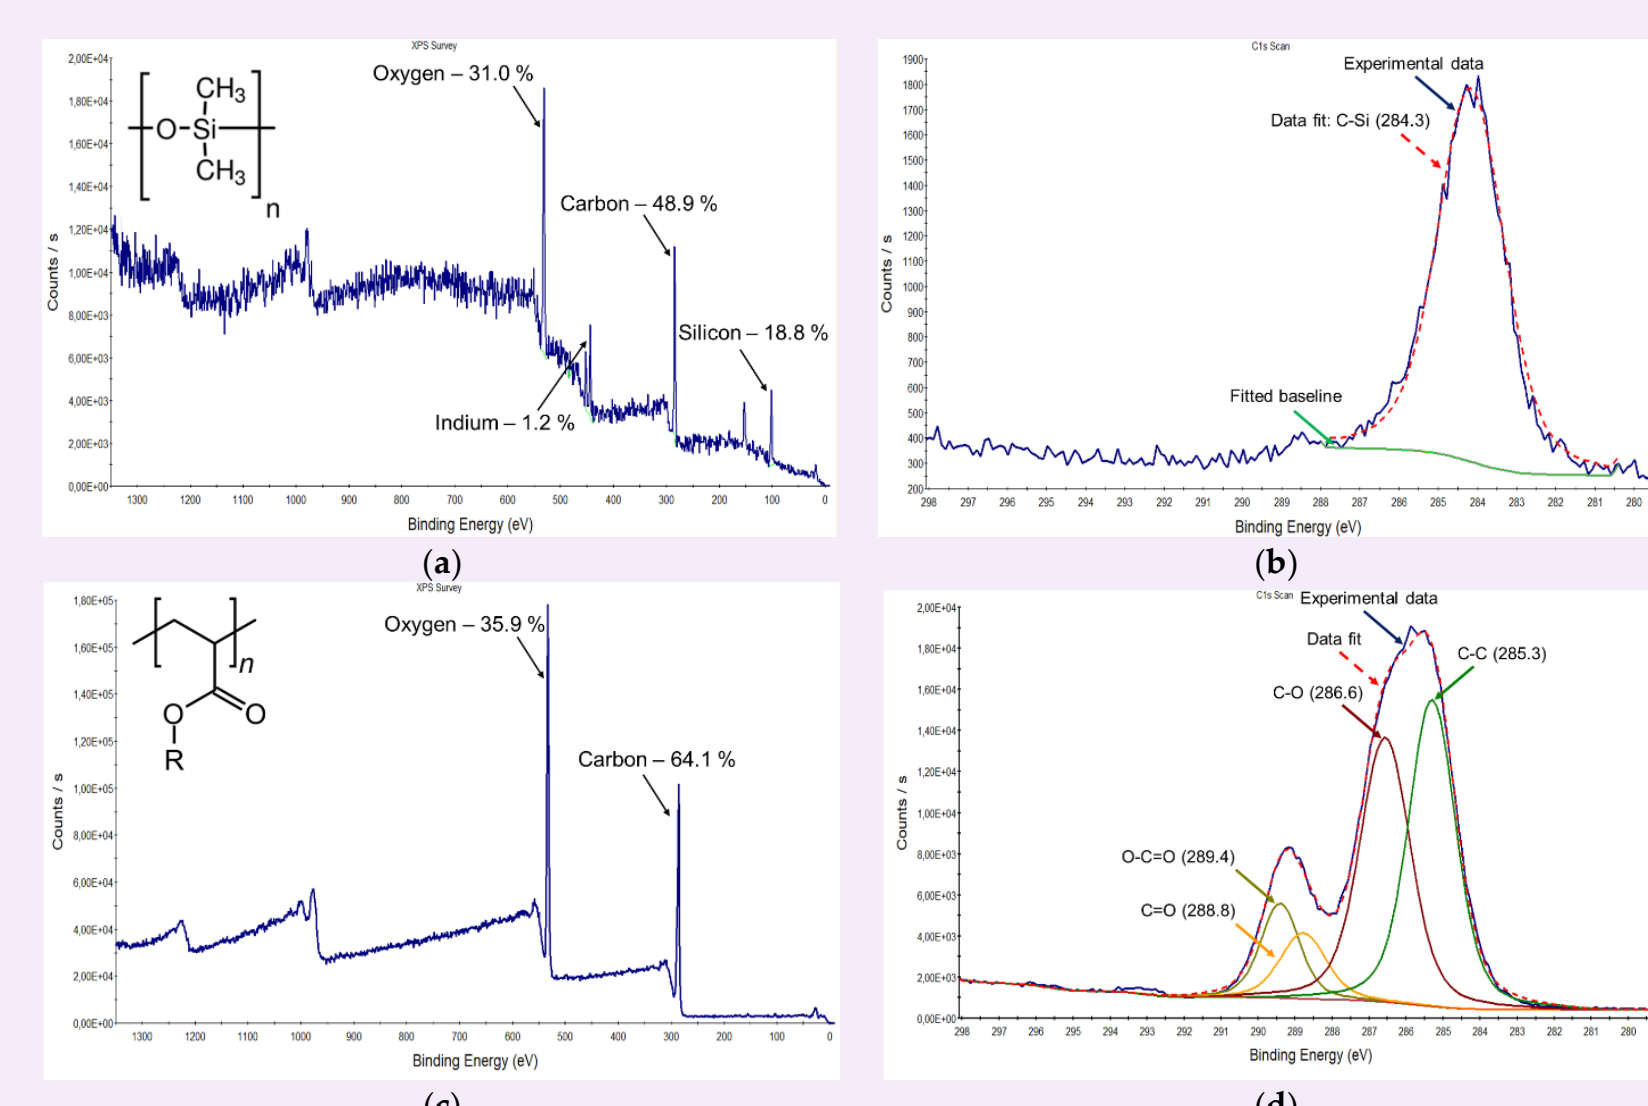 XPS Survey
2,00E+04
1,80E+04
1,60E+04
1,40E+04
1,20E+04
1,00E+04
8,00E+03
6,00E+03
4,00E+03
2,00E+03
0,00E+00
Counts / s
CH3
O-Si
CH3
n
Oxygen – 31.0 %
Carbon – 48.9 %
Silicon – 18.8 %
Indium – 1.2 %
1300 1200 1100 1000 900 800 700 600 500 400 300 200 100 0
Binding Energy (eV)
(a)
C1s Scan
1900
1800
1700
1600
1500
1400
1300
1200
1100
1000
900
800
700
600
500
400
300
200
Counts / s
Experimental data
Data fit: C-Si (284.3)
Fitted baseline
298 297 296 295 294 293 292 291 290 289 288 287 286 285 284 283 282 281 280
Binding Energy (eV)
(b)
XPS Survey
1,80E+05
1,60E+05
1,40E+05
1,20E+05
1,00E+05
8,00E+04
6,00E+04
4,00E+04
2,00E+04
0,00E+00
Counts / s
n
O
O
R
Oxygen – 35.9 %
Carbon – 64.1 %
1300 1200 1100 1000 900 800 700 600 500 400 300 200 100 0
Binding Energy (eV)
(c)
C1s Scan
2,00E+04
1,80E+04
1,60E+04
1,40E+04
1,20E+04
1,00E+04
8,00E+03
6,00E+03
4,00E+03
2,00E+03
0,00E+00
Counts / s
Experimental data
Data fit
C-C (285.3)
C-O (286.6)
O-C=O (289.4)
C=O (288.8)
298 297 296 295 294 293 292 291 290 289 288 287 286 285 284 283 282 281 280
Binding Energy (eV)
(d)